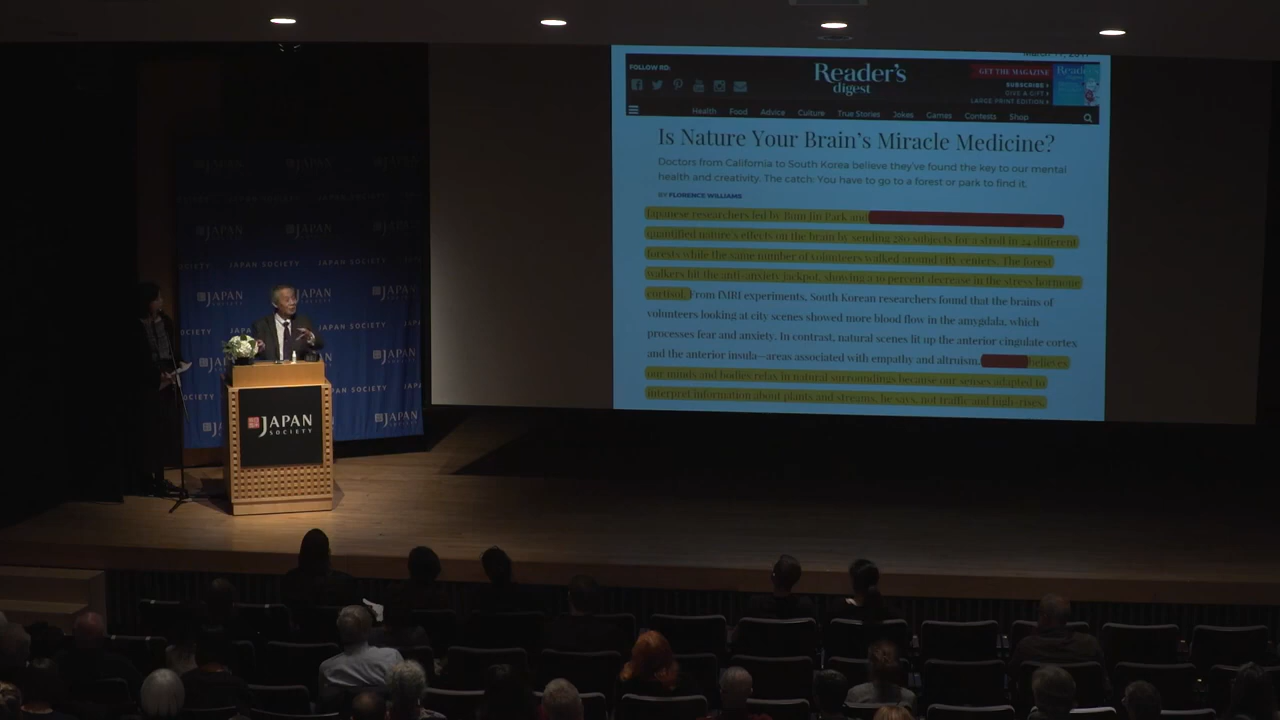 FOLLOW RD:
Reader's
digest
GET THE MAGAZINE
SUBSCRIBE
GIVE A GIFT
LARGE PRINT EDITION
Health Food Advice Culture True Stories Jokes Games Contests Shop
Is Nature Your Brain's Miracle Medicine?
Doctors from California to South Korea believe they've found the key to our mental
health and creativity. The catch: You have to go to a forest or park to find it.
BY FLORENCE WILLIAMS
Japanese researchers led by Bum Jin Park and
quantified nature's effects on the brain by sending 280 subjects for a stroll in 24 different
forests while the same number of volunteers walked around city centers. The forest
walkers hit the anti-anxiety jackpot, showing a 16 percent decrease in the stress hormone
cortisol. From fMRI experiments, South Korean researchers found that the brains of
volunteers looking at city scenes showed more blood flow in the amygdala, which
processes fear and anxiety. In contrast, natural scenes lit up the anterior cingulate cortex
and the anterior insula—areas associated with empathy and altruism. believes
our minds and bodies relax in natural surroundings because our senses adapted to
interpret information about plants and streams, he says, not traffic and high-rises.
JAPAN SOCIETY
JAPAN SOCIETY
JAPAN
SOCIETY
JAPAN
SOCIETY